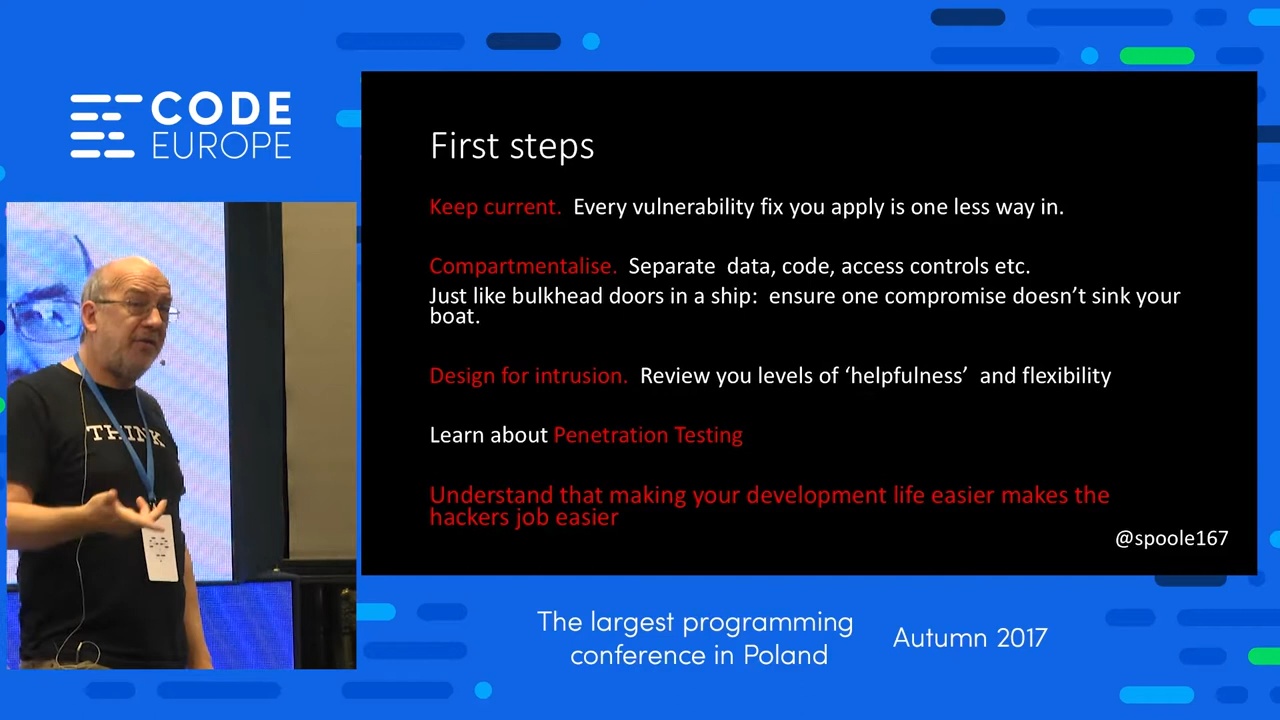 CODE
EUROPE
First steps
Keep current.  Every vulnerability fix you apply is one less way in.
Compartmentalise.  Separate  data, code, access controls etc.
Just like bulkhead doors in a ship:  ensure one compromise doesn’t sink your
boat.
Design for intrusion.  Review you levels of ‘helpfulness’  and flexibility
Learn about Penetration Testing
Understand that making your development life easier makes the
hackers job easier
@spoole167
THINK
The largest programming
conference in Poland
Autumn 2017